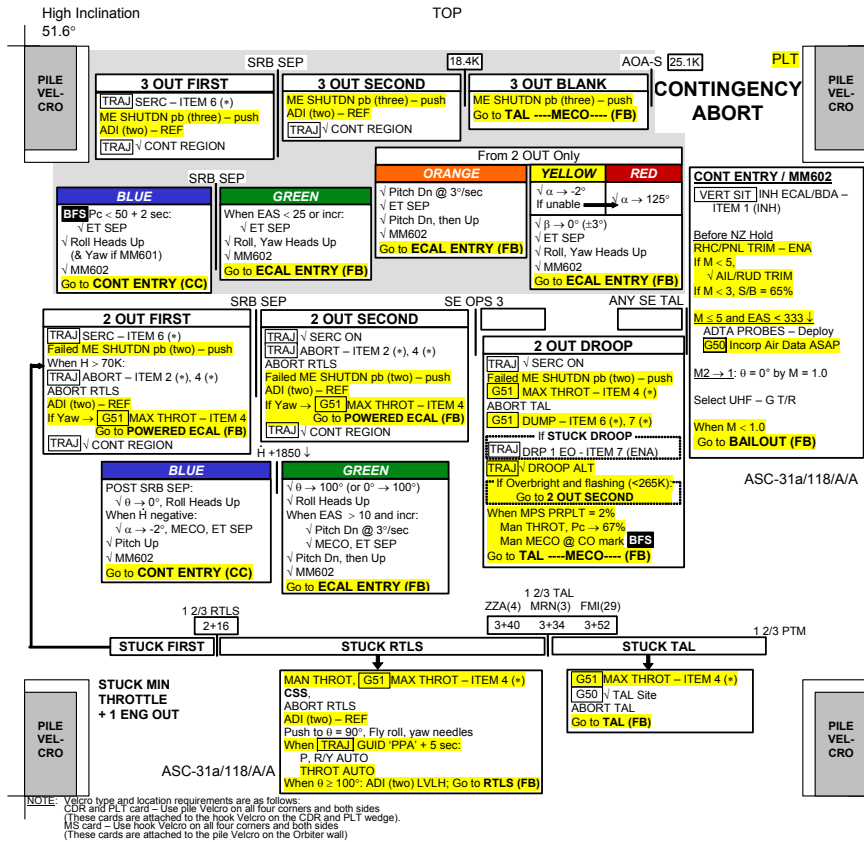 High Inclination
51.6°
TOP
SRB SEP
18.4K
AOA-S
25.1K
PLT
PILE VEL-CRO
PILE VEL-CRO
CONTINGENCY ABORT
3 OUT FIRST
TRAJ SERC – ITEM 6 (*)
ME SHUTDN pb (three) – push
ADI (two) – REF
TRAJ √ CONT REGION
3 OUT SECOND
ME SHUTDN pb (three) – push
ADI (two) – REF
TRAJ √ CONT REGION
3 OUT BLANK
ME SHUTDN pb (three) – push
Go to TAL ----MECO---- (FB)
SRB SEP
BLUE
BFS Pc < 50 + 2 sec:
√ ET SEP
√ Roll Heads Up
(& Yaw if MM601)
√ MM602
Go to CONT ENTRY (CC)
GREEN
When EAS < 25 or incr:
√ ET SEP
√ Roll, Yaw Heads Up
√ MM602
Go to ECAL ENTRY (FB)
From 2 OUT Only
ORANGE
√ Pitch Dn @ 3°/sec
√ ET SEP
√ Pitch Dn, then Up
√ MM602
Go to ECAL ENTRY (FB)
YELLOW
RED
√ α → -2°
If unable
√ α → 125°
√ β → 0° (±3°)
√ ET SEP
√ Roll, Yaw Heads Up
√ MM602
Go to ECAL ENTRY (FB)
CONT ENTRY / MM602
VERT SIT INH ECAL/BDA –
ITEM 1 (INH)
Before NZ Hold
RHC/PNL TRIM – ENA
If M < 5,
√ AIL/RUD TRIM
If M < 3, S/B = 65%
M ≤ 5 and EAS < 333 ↓
ADTA PROBES – Deploy
G50 Incorp Air Data ASAP
M2 → 1: θ = 0° by M = 1.0
Select UHF – G T/R
When M < 1.0
Go to BAILOUT (FB)
ASC-31a/118/A/A
SRB SEP
SE OPS 3
ANY SE TAL
2 OUT FIRST
TRAJ SERC – ITEM 6 (*)
Failed ME SHUTDN pb (two) – push
When H > 70K:
TRAJ ABORT – ITEM 2 (*), 4 (*)
ABORT RTLS
ADI (two) – REF
If Yaw → G51 MAX THROT – ITEM 4
Go to POWERED ECAL (FB)
TRAJ √ CONT REGION
2 OUT SECOND
TRAJ √ SERC ON
TRAJ ABORT – ITEM 2 (*), 4 (*)
ABORT RTLS
Failed ME SHUTDN pb (two) – push
ADI (two) – REF
If Yaw → G51 MAX THROT – ITEM 4
Go to POWERED ECAL (FB)
TRAJ √ CONT REGION
2 OUT DROOP
TRAJ √ SERC ON
Failed ME SHUTDN pb (two) – push
G51 MAX THROT – ITEM 4 (*)
ABORT TAL
G51 DUMP – ITEM 6 (*), 7 (*)
If STUCK DROOP
TRAJ DRP 1 EO - ITEM 7 (ENA)
TRAJ √ DROOP ALT
If Overbright and flashing (<265K):
Go to 2 OUT SECOND
When MPS PRPLT = 2%
Man THROT, Pc → 67%
Man MECO @ CO mark BFS
Go to TAL ----MECO---- (FB)
Ḣ +1850 ↓
BLUE
POST SRB SEP:
√ θ → 0°, Roll Heads Up
When Ḣ negative:
√ α → -2°, MECO, ET SEP
√ Pitch Up
√ MM602
Go to CONT ENTRY (CC)
GREEN
√ θ → 100° (or 0° → 100°)
√ Roll Heads Up
When EAS > 10 and incr:
√ Pitch Dn @ 3°/sec
√ MECO, ET SEP
√ Pitch Dn, then Up
√ MM602
Go to ECAL ENTRY (FB)
1 2/3 RTLS
2+16
1 2/3 TAL
ZZA(4) MRN(3) FMI(29)
3+40 3+34 3+52
1 2/3 PTM
STUCK FIRST
STUCK RTLS
STUCK TAL
STUCK MIN
THROTTLE
+ 1 ENG OUT
MAN THROT, G51 MAX THROT – ITEM 4 (*)
CSS,
ABORT RTLS
ADI (two) – REF
Push to θ = 90°, Fly roll, yaw needles
When TRAJ GUID 'PPA' + 5 sec:
P, R/Y AUTO
THROT AUTO
When θ ≥ 100°: ADI (two) LVLH; Go to RTLS (FB)
G51 MAX THROT – ITEM 4 (*)
G50 √ TAL Site
ABORT TAL
Go to TAL (FB)
PILE VEL-CRO
PILE VEL-CRO
ASC-31a/118/A/A
NOTE: Velcro type and location requirements are as follows:
CDR and PLT card – Use pile Velcro on all four corners and both sides
(These cards are attached to the hook Velcro on the CDR and PLT wedge).
MS card – Use hook Velcro on all four corners and both sides
(These cards are attached to the pile Velcro on the Orbiter wall)